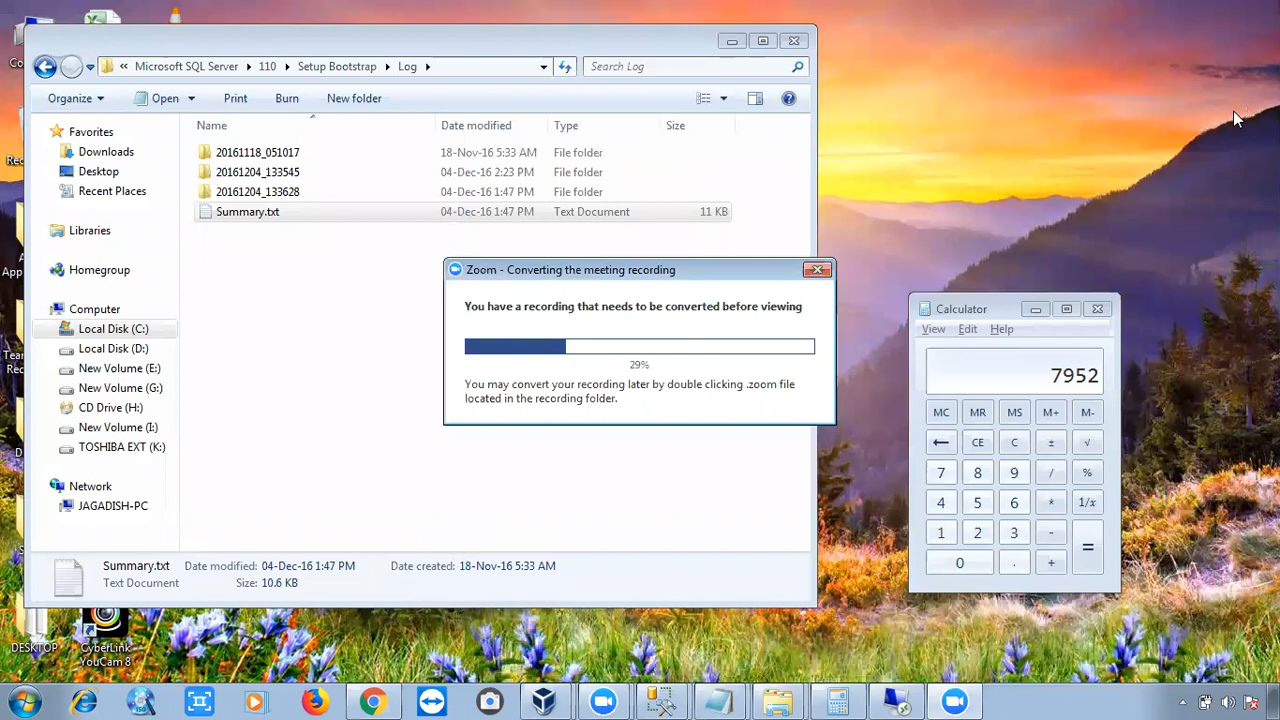 Microsoft SQL Server
110
Setup Bootstrap
Log
Search Log
Organize
Open
Print
Burn
New folder
Name
Date modified
Type
Size
20161118_051017
18-Nov-16 5:33 AM
File folder
20161204_133545
04-Dec-16 2:23 PM
File folder
20161204_133628
04-Dec-16 1:47 PM
File folder
Summary.txt
04-Dec-16 1:47 PM
Text Document
11 KB
Favorites
Downloads
Desktop
Recent Places
Libraries
Homegroup
Computer
Local Disk (C:)
Local Disk (D:)
New Volume (E:)
New Volume (G:)
CD Drive (H:)
New Volume (I:)
TOSHIBA EXT (K:)
Network
JAGADISH-PC
Summary.txt
Date modified: 04-Dec-16 1:47 PM
Date created: 18-Nov-16 5:33 AM
Text Document
Size: 10.6 KB
Zoom - Converting the meeting recording
You have a recording that needs to be converted before viewing
29%
You may convert your recording later by double clicking .zoom file
located in the recording folder.
Calculator
View Edit Help
7952
MC MR MS M+ M-
← CE C ± √
7 8 9 / %
4 5 6 * 1/x
1 2 3 - =
0 . +
DESKTOP
CyberLink
YouCam 8